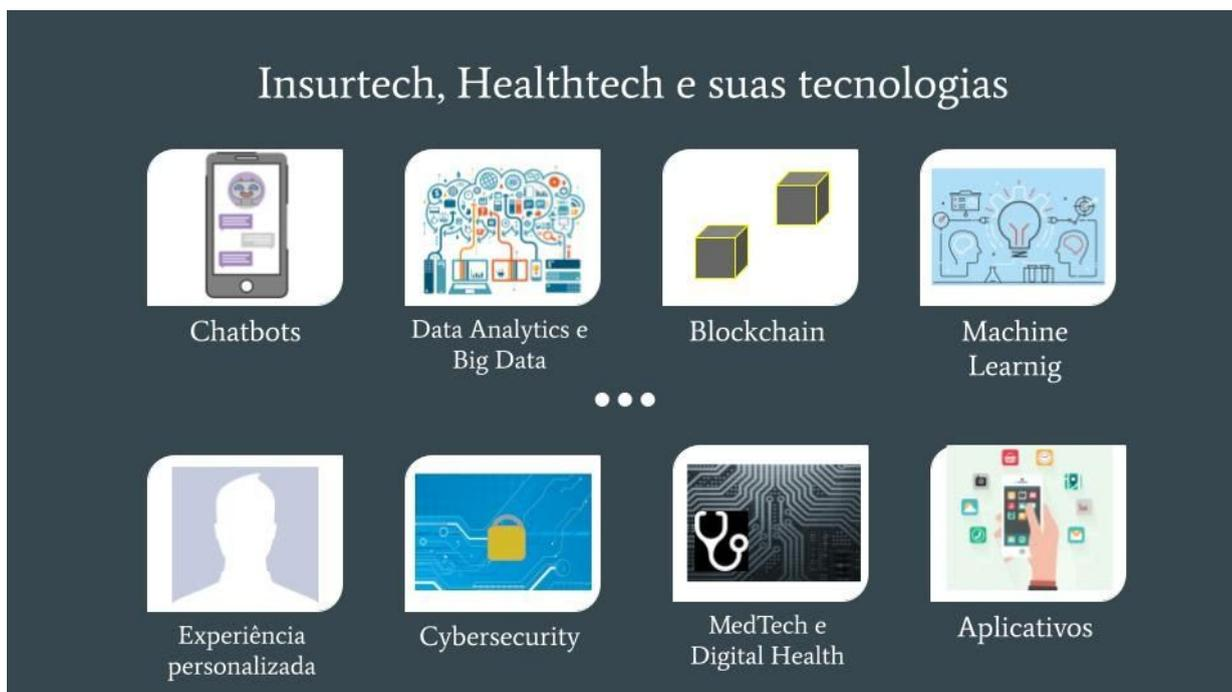 Insurtech, Healthtech e suas tecnologias
Chatbots
Data Analytics e
Big Data
Blockchain
Machine
Learnig
Experiência
personalizada
Cybersecurity
MedTech e
Digital Health
Aplicativos